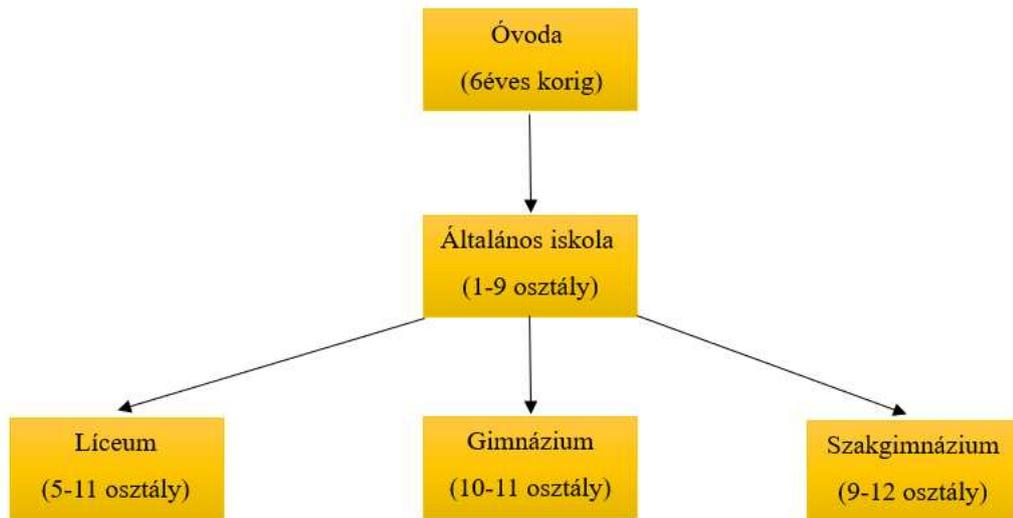 Óvoda
(6éves korig)
Általános iskola
(1-9 osztály)
Líceum
(5-11 osztály)
Gimnázium
(10-11 osztály)
Szakgimnázium
(9-12 osztály)